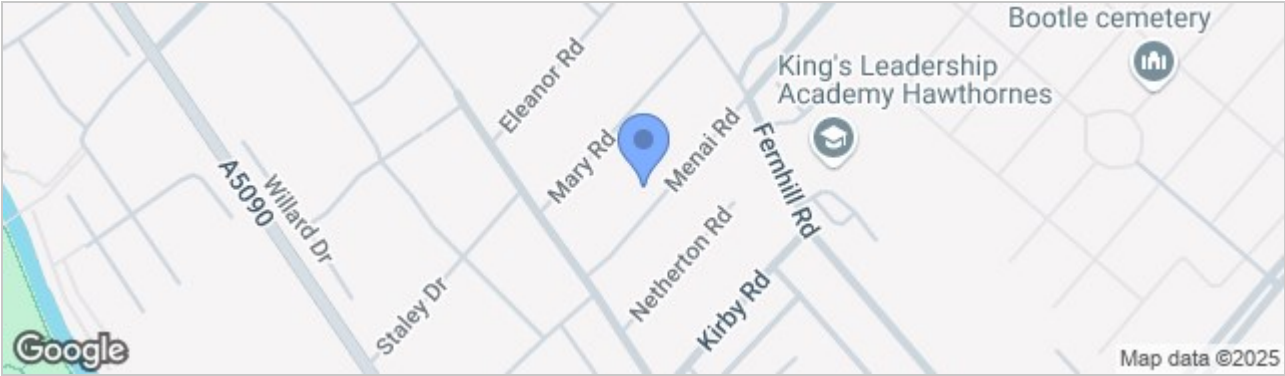 Bootle cemetery
King's Leadership
Academy Hawthornes
Eleanor Rd
Mary Rd
Menai Rd
Fernhill Rd
A5090
Willard Dr
Netherton Rd
Staley Dr
Kirby Rd
Google
Map data ©2025